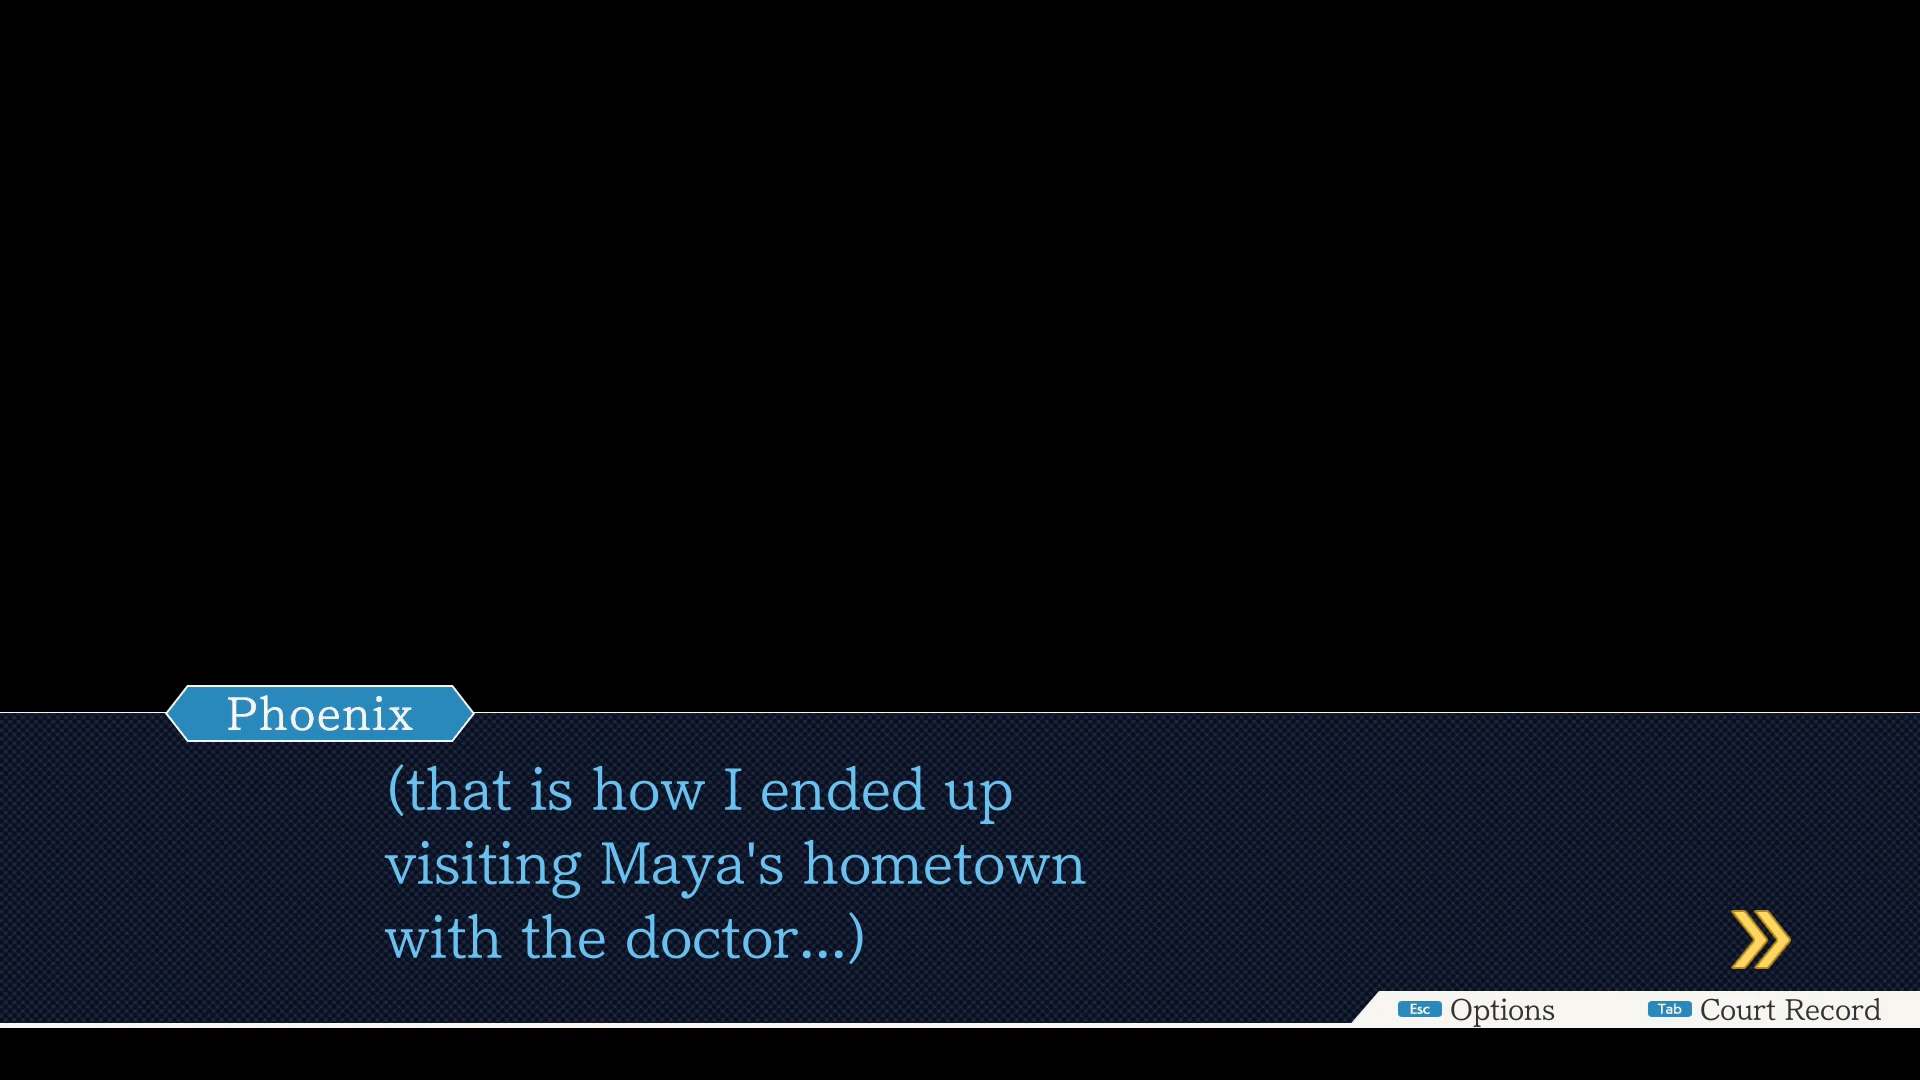 Phoenix
(that is how I ended up
visiting Maya's hometown
with the doctor...)
Esc Options Tab Court Record